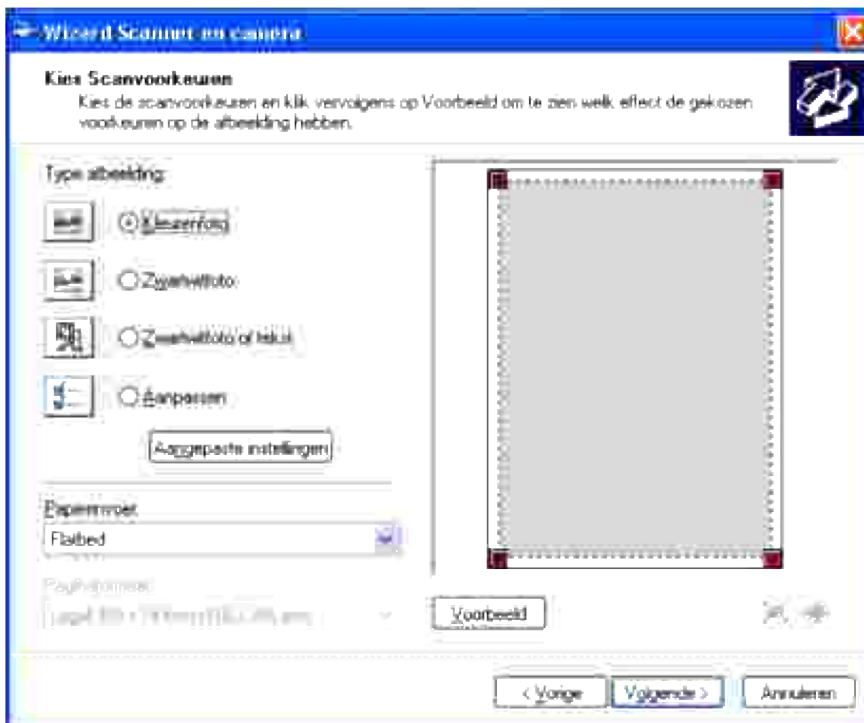 Wizard Scanner en camera
Kies Scanvoorkeuren
Kies de scanvoorkeuren en klik vervolgens op Voorbeeld om te zien welk effect de gekozen
voorkeuren op de afbeelding hebben.
Type afbeelding:
Kleurenfoto
Zwartwitfoto
Zwartwitfoto of tekst
Aanpassen
Aangepaste instellingen
Papierinvoer:
Flatbed
Paginaformaat:
Voorbeeld
< Vorige
Volgende >
Annuleren